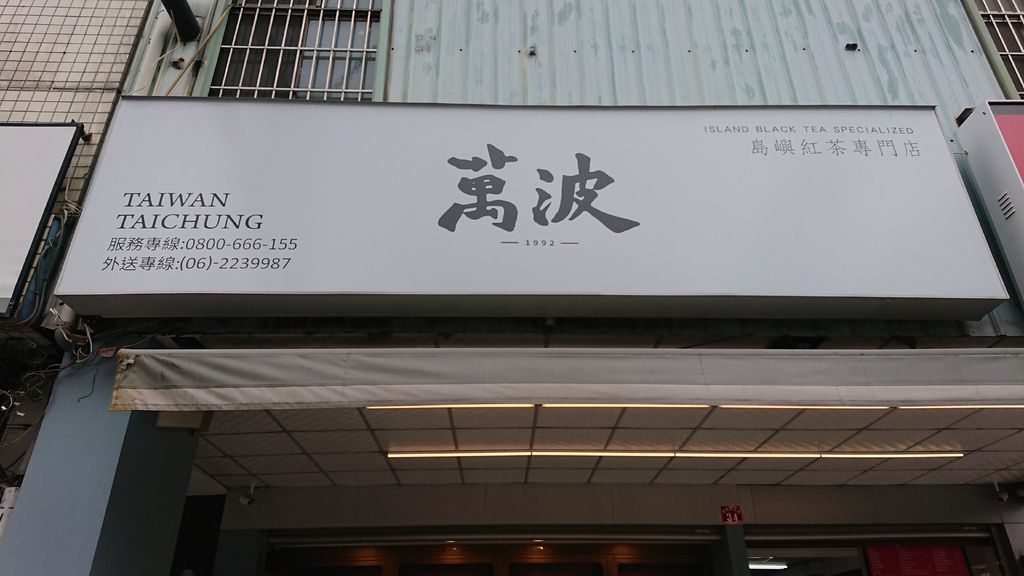 ISLAND BLACK TEA SPECIALIZED
島嶼紅茶專門店
萬波
1992
TAIWAN
TAICHUNG
服務專線:0800-666-155
外送專線:(06)-2239987
31